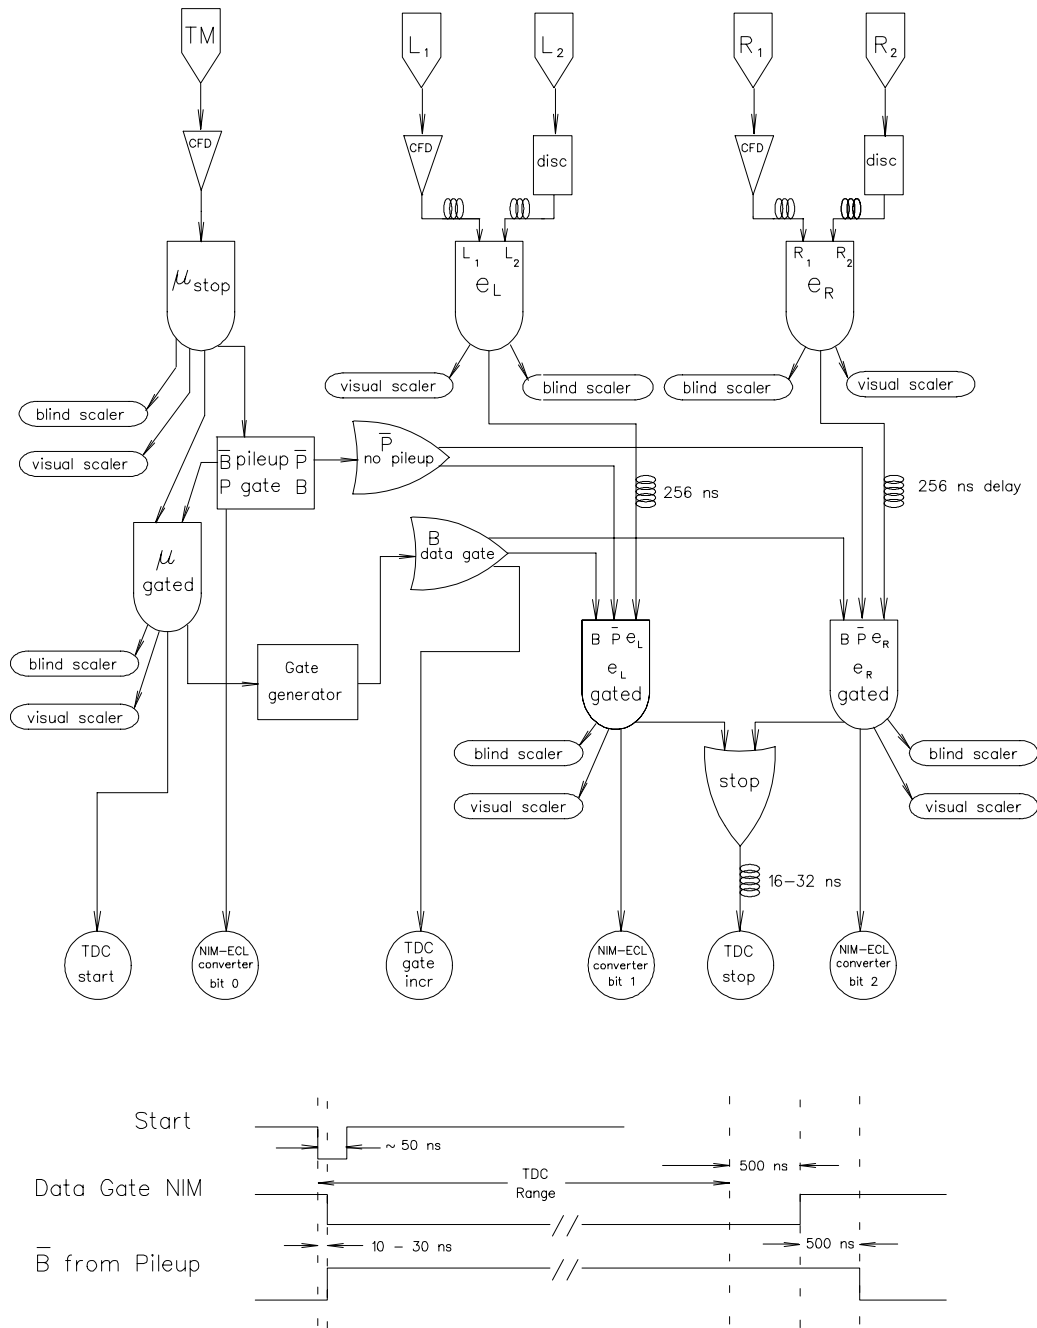 TM
L1
L2
R1
R2
CFD
CFD
disc
CFD
disc
μstop
L1 L2
eL
R1 R2
eR
visual scaler
blind scaler
blind scaler
visual scaler
blind scaler
visual scaler
B̅ pileup P̅
P gate B
P̅
no pileup
256 ns
256 ns delay
μ
gated
B
data gate
blind scaler
visual scaler
Gate
generator
B P̅ eL
eL
gated
B P̅ eR
eR
gated
blind scaler
visual scaler
stop
blind scaler
visual scaler
16–32 ns
TDC
start
NIM–ECL
converter
bit 0
TDC
gate
incr
NIM–ECL
converter
bit 1
TDC
stop
NIM–ECL
converter
bit 2
Start
~ 50 ns
500 ns
TDC
Range
Data Gate NIM
10 – 30 ns
500 ns
B̅ from Pileup